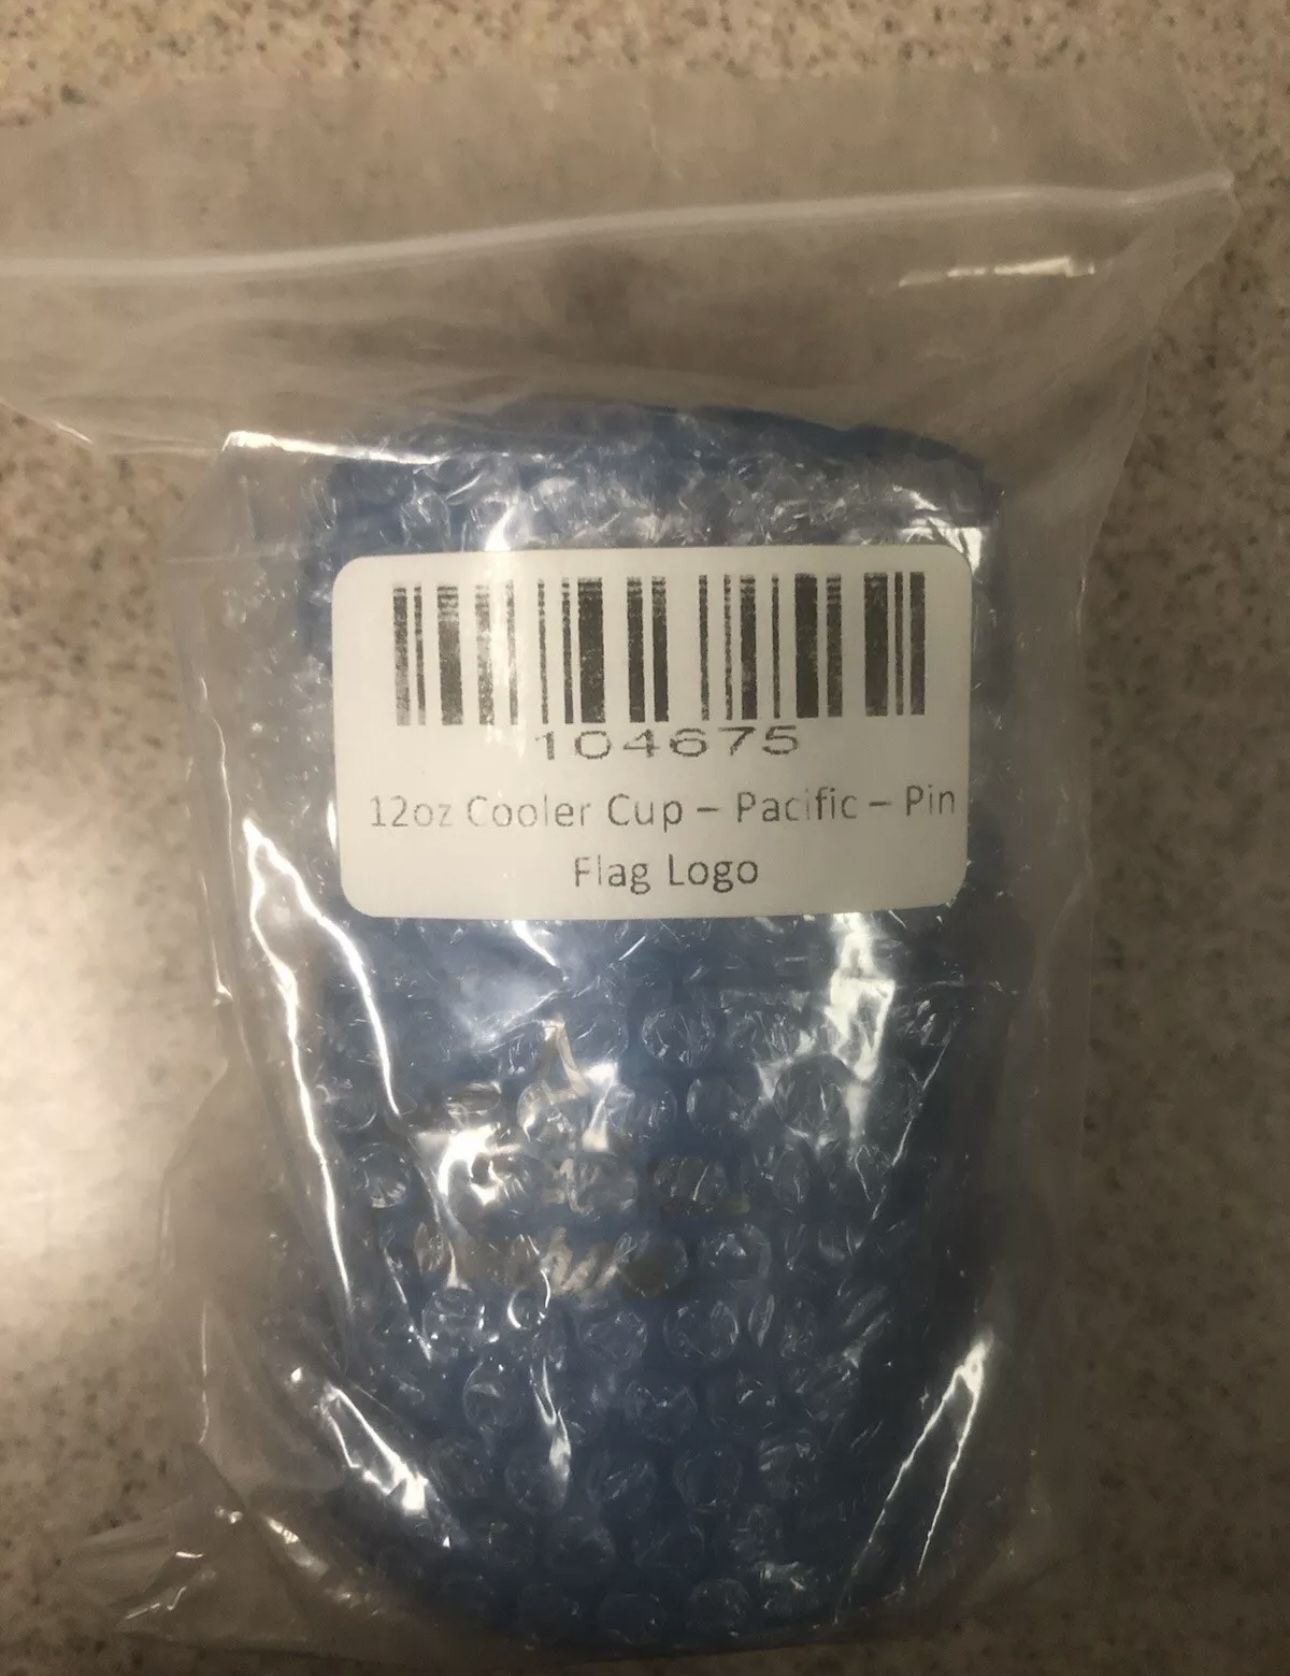 104675
12oz Cooler Cup – Pacific – Pin
Flag Logo